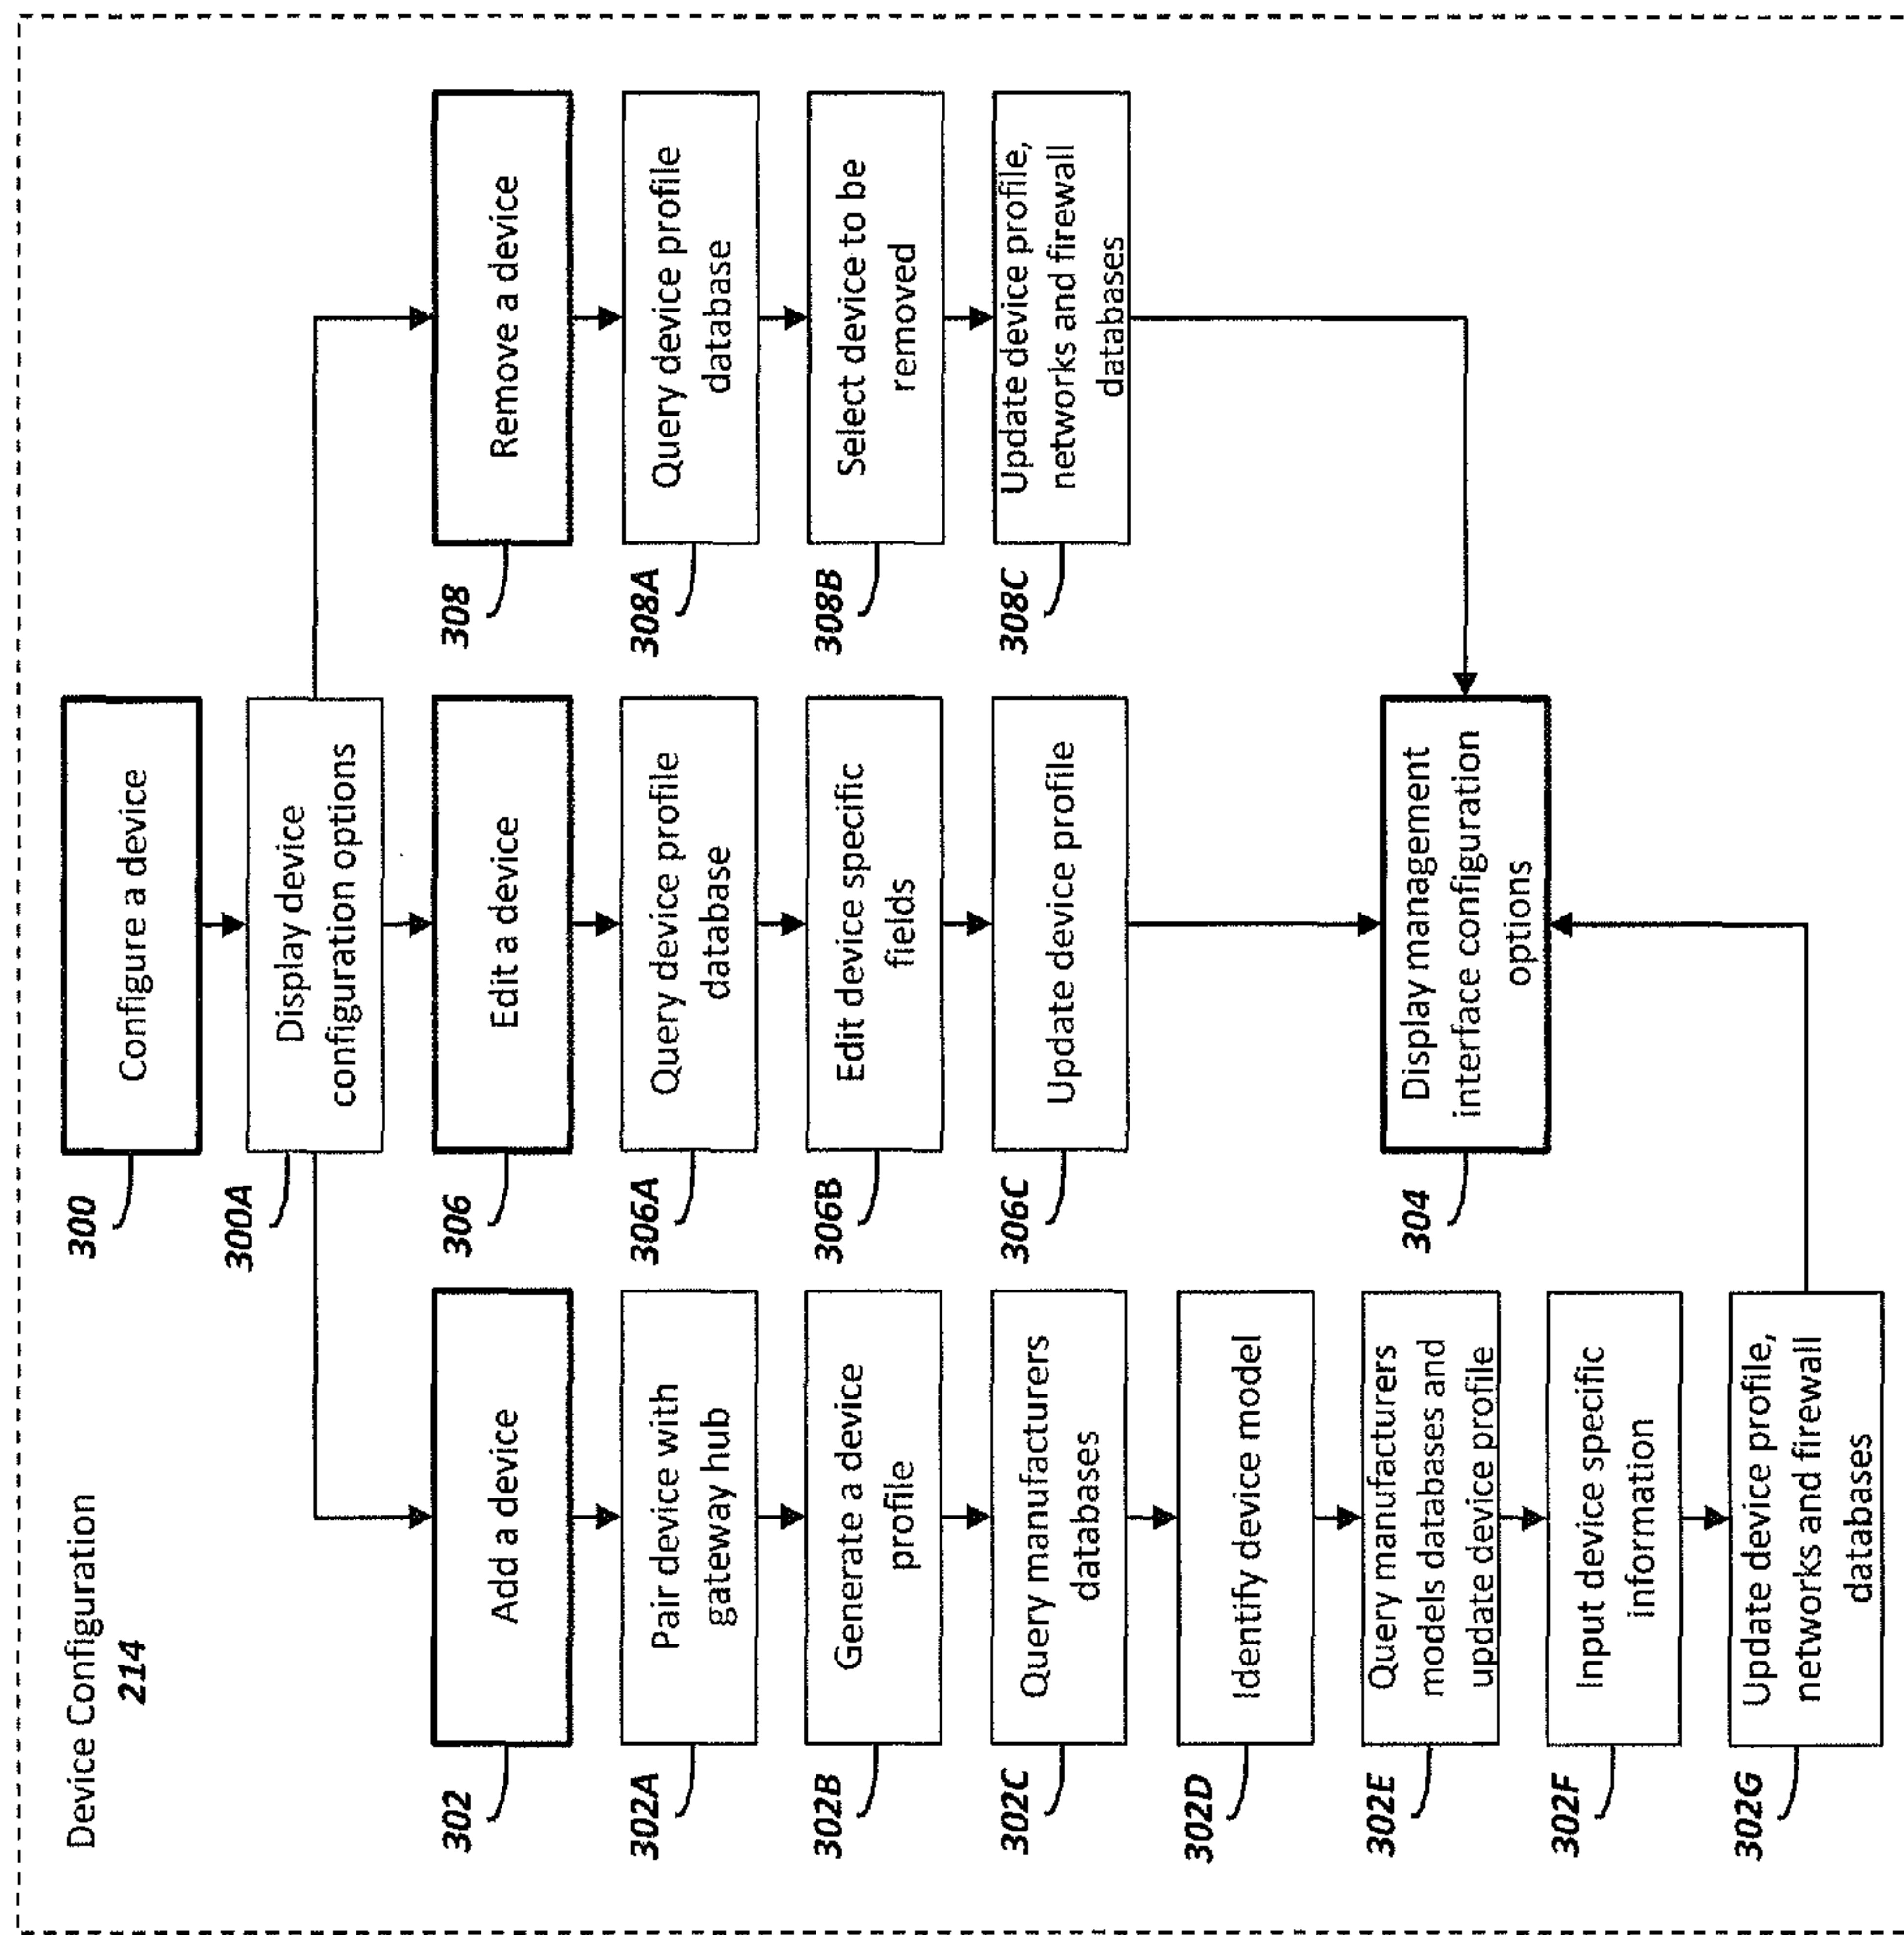 Device Configuration
214
300
Configure a device
300A
Display device
configuration options
302
Add a device
302A
Pair device with
gateway hub
302B
Generate a device
profile
302C
Query manufacturers
databases
302D
Identify device model
302E
Query manufacturers
models databases and
update device profile
302F
Input device specific
information
302G
Update device profile,
networks and firewall
databases
306
Edit a device
306A
Query device profile
database
306B
Edit device specific
fields
306C
Update device profile
308
Remove a device
308A
Query device profile
database
308B
Select device to be
removed
308C
Update device profile,
networks and firewall
databases
304
Display management
interface configuration
options